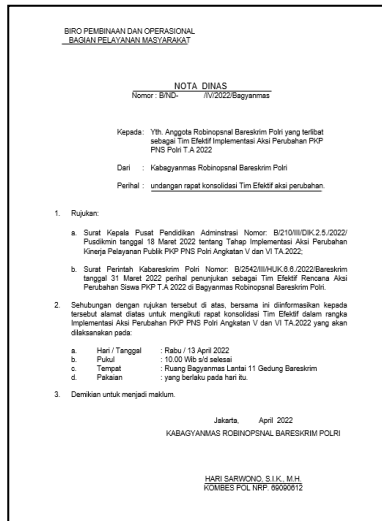 BIRO PEMBINAAN DAN OPERASIONAL
BAGIAN PELAYANAN MASYARAKAT
NOTA DINAS
Nomor : B/ND- /IV/2022/Bagyanmas
Kepada : Yth. Anggota Robinopsnal Bareskrim Polri yang terlibat
sebagai Tim Efektif Implementasi Aksi Perubahan PKP
PNS Polri T.A 2022
Dari : Kabagyanmas Robinopsnal Bareskrim Polri
Perihal : undangan rapat konsolidasi Tim Efektif aksi perubahan.
1. Rujukan:
a. Surat Kepala Pusat Pendidikan Adminstrasi Nomor: B/210/III/DIK.2.5./2022/
Pusdikmin tanggal 18 Maret 2022 tentang Tahap Implementasi Aksi Perubahan
Kinerja Pelayanan Publik PKP PNS Polri Angkatan V dan VI TA.2022;
b. Surat Perintah Kabareskrim Polri Nomor: B/2542/III/HUK.6.6./2022/Bareskrim
tanggal 31 Maret 2022 perihal penunjukan sebagai Tim Efektif Rencana Aksi
Perubahan Siswa PKP T.A 2022 di Bagyanmas Robinopsnal Bareskrim Polri.
2. Sehubungan dengan rujukan tersebut di atas, bersama ini diinformasikan kepada
tersebut alamat diatas untuk mengikuti rapat konsolidasi Tim Efektif dalam rangka
Implementasi Aksi Perubahan PKP PNS Polri Angkatan V dan VI TA.2022 yang akan
dilaksanakan pada:
a. Hari / Tanggal : Rabu / 13 April 2022
b. Pukul : 10.00 Wib s/d selesai
c. Tempat : Ruang Bagyanmas Lantai 11 Gedung Bareskrim
d. Pakaian : yang berlaku pada hari itu.
3. Demikian untuk menjadi maklum.
Jakarta, April 2022
KABAGYANMAS ROBINOPSNAL BARESKRIM POLRI
HARI SARWONO, S.I.K., M.H.
KOMBES POL NRP. 69090612